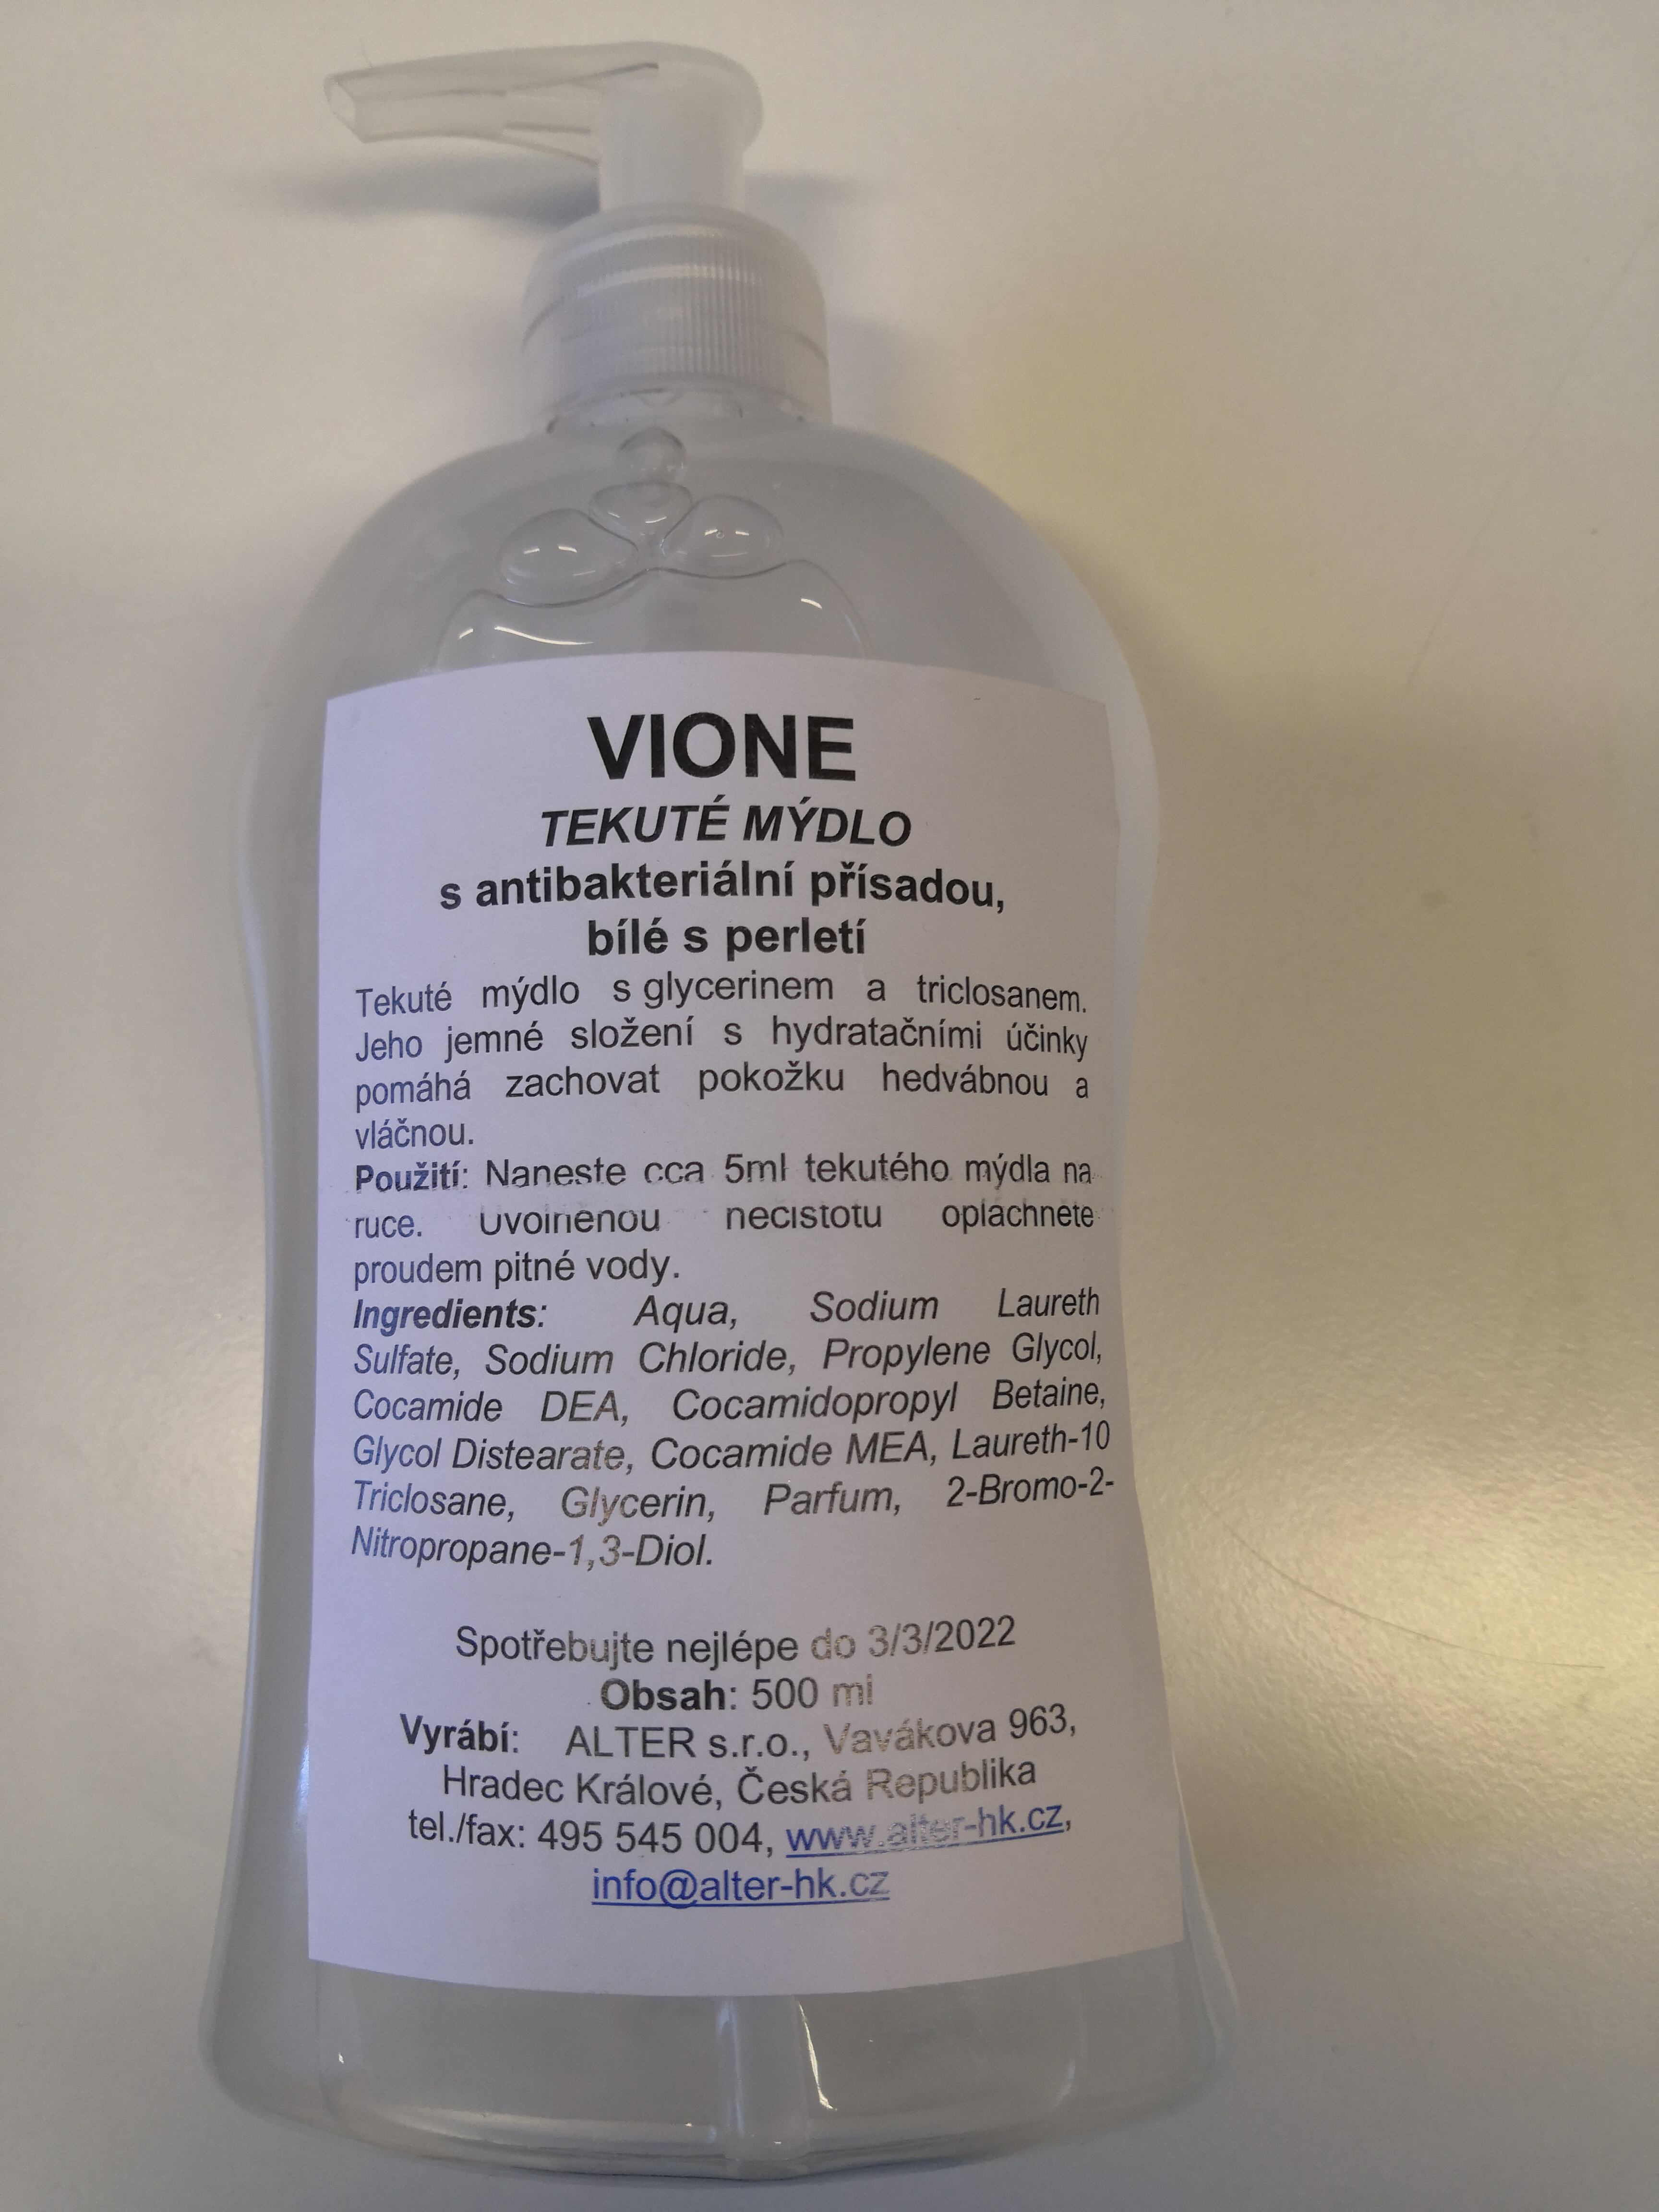 VIONE
TEKUTÉ MÝDLO
s antibakteriální přísadou,
bílé s perletí
Tekuté mýdlo s glycerinem a triclosanem.
Jeho jemné složení s hydratačními účinky
pomáhá zachovat pokožku hedvábnou a
vláčnou.
Použití: Naneste cca 5ml tekutého mýdla na
ruce. Uvolněnou nečistotu opláchněte
proudem pitné vody.
Ingredients: Aqua, Sodium Laureth
Sulfate, Sodium Chloride, Propylene Glycol,
Cocamide DEA, Cocamidopropyl Betaine,
Glycol Distearate, Cocamide MEA, Laureth-10
Triclosane, Glycerin, Parfum, 2-Bromo-2-
Nitropropane-1,3-Diol.
Spotřebujte nejlépe do 3/3/2022
Obsah: 500 ml
Vyrábí: ALTER s.r.o., Vavákova 963,
Hradec Králové, Česká Republika
tel./fax: 495 545 004, www.alter-hk.cz,
info@alter-hk.cz